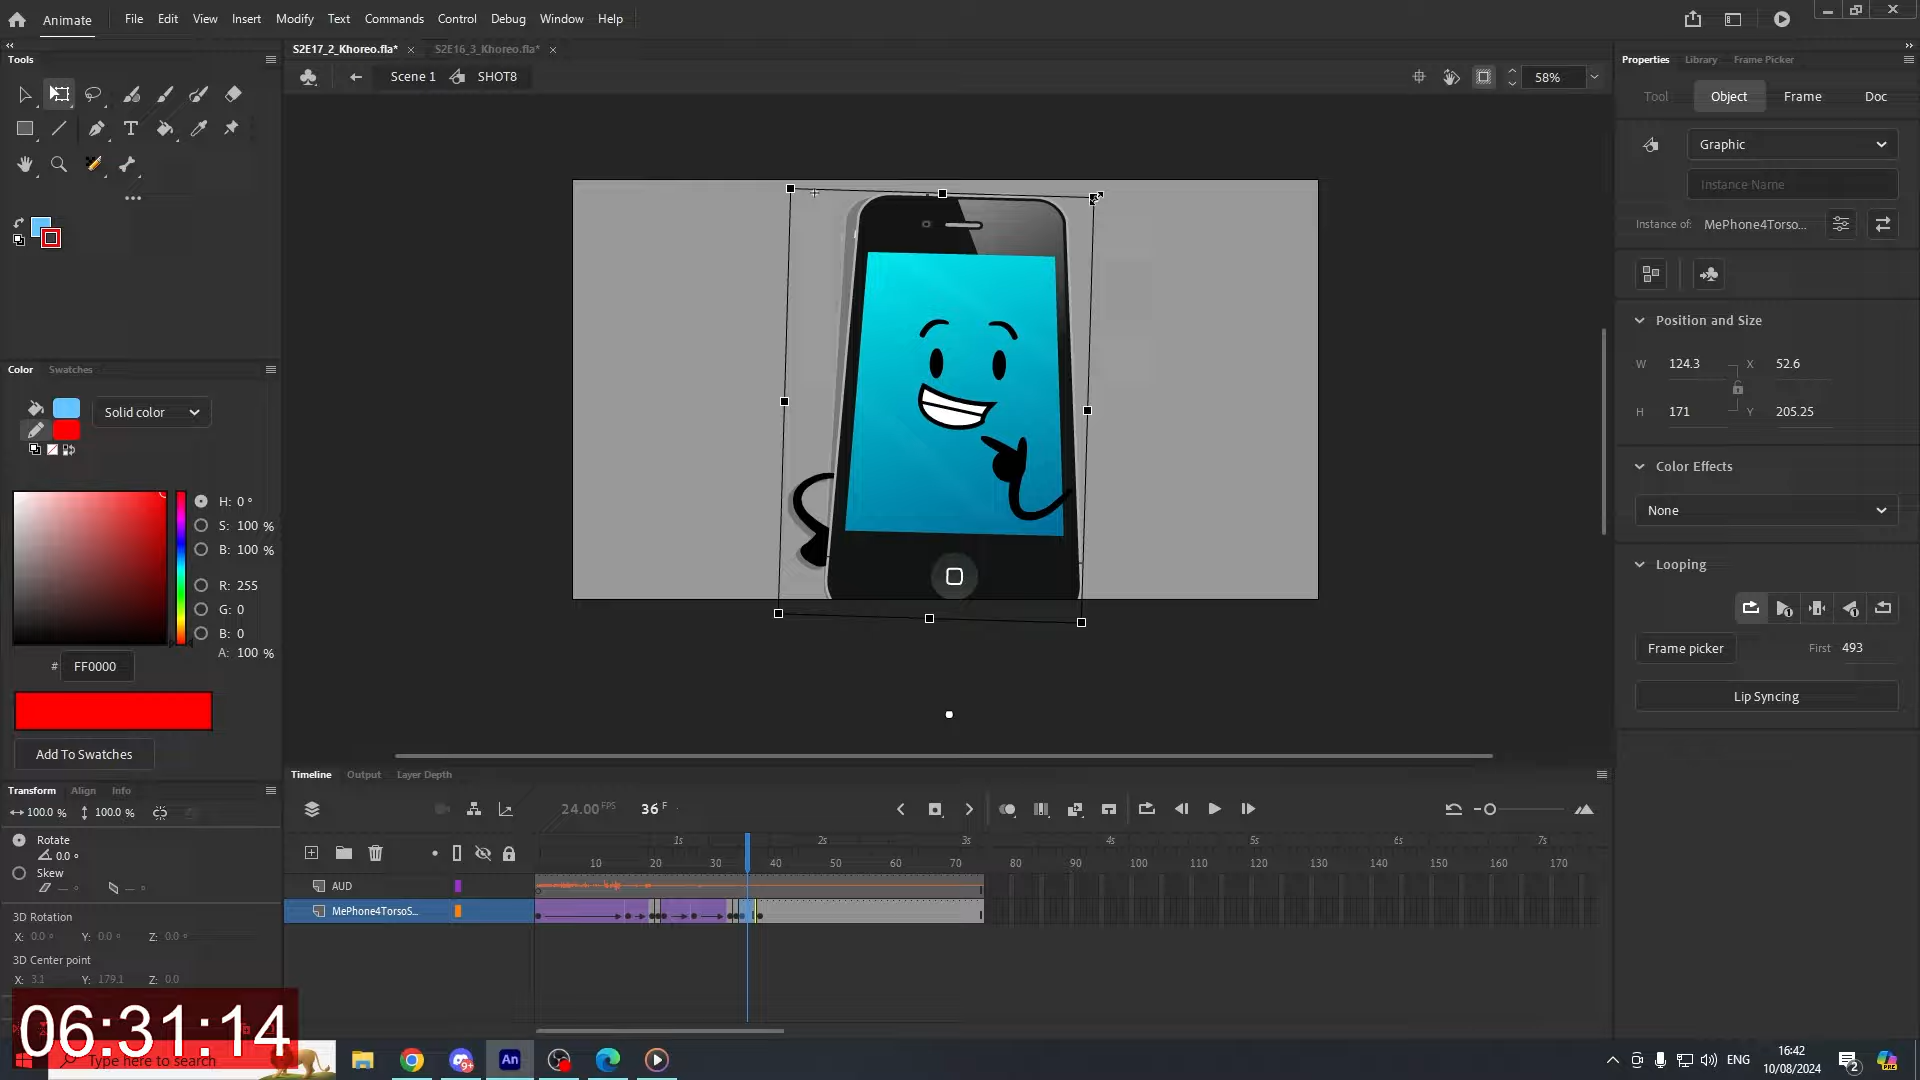 Animate File Edit View Insert Modify Text Commands Control Debug Window Help
S2E17_2_Khoreo.fla* S2E16_3_Khoreo.fla*
Tools
Scene 1 SHOT8
58%
Properties Library Frame Picker
Tool Object Frame Doc
Graphic
Instance Name
Instance of: MePhone4Torso...
Position and Size
W 124.3 X 52.6
H 171 Y 205.25
Color Effects
None
Looping
Frame picker First 493
Lip Syncing
Color Swatches
Solid color
H: 0 °
S: 100 %
B: 100 %
R: 255
G: 0
B: 0
A: 100 %
# FF0000
Add To Swatches
Transform Align Info
100.0 % 100.0 %
Rotate
0.0 °
Skew
3D Rotation
X: 0.0 ° Y: 0.0 ° Z: 0.0 °
3D Center point
X: 3.1 Y: 179.1 Z: 0.0
Timeline Output Layer Depth
24.00 FPS 36 F
1s 2s 3s 4s 5s 6s 7s
10 20 30 40 50 60 70 80 90 100 110 120 130 140 150 160 170
AUD
MePhone4TorsoS...
06:31:14
Type here to search
An
9+
ENG
16:42
10/08/2024
2
PRE